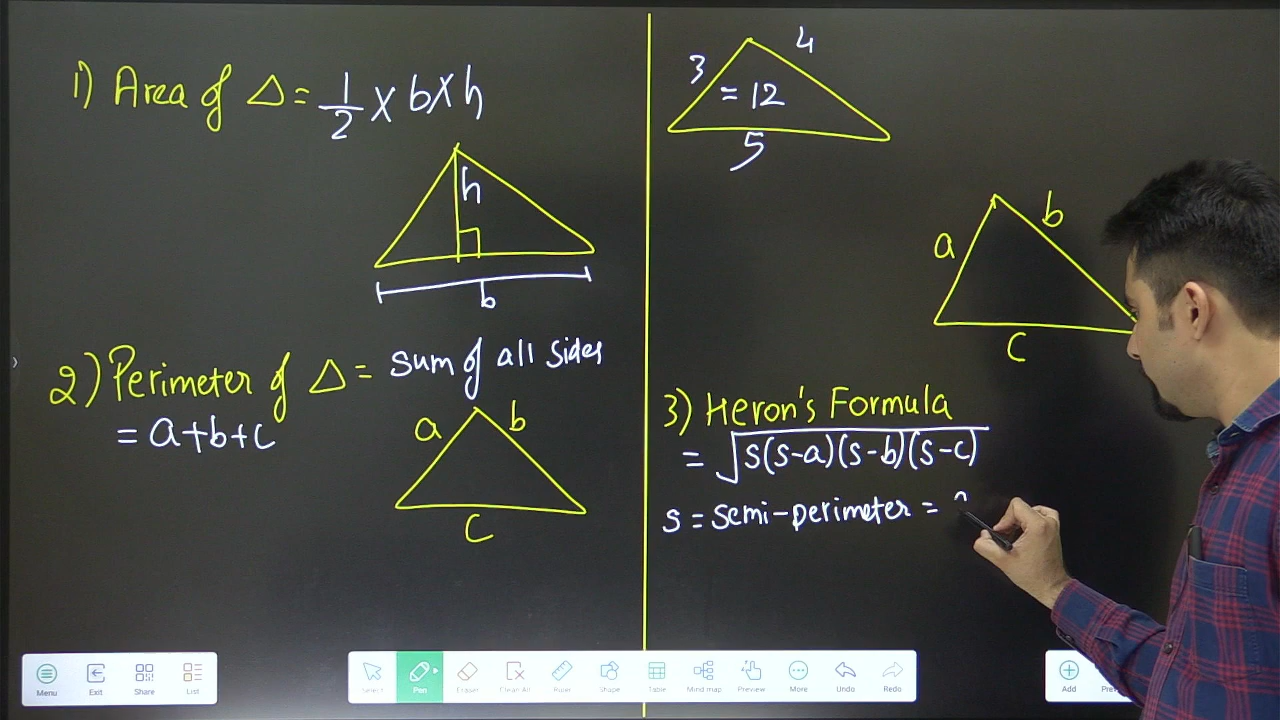 1) Area of Δ = 1/2 × b × h
h
b
2) Perimeter of Δ = sum of all sides
= a+b+c
a
b
c
3
4
= 12
5
a
b
c
3) Heron's Formula
= √s(s-a)(s-b)(s-c)
s = semi-perimeter =
Menu
Exit
Share
List
Select
Pen
Eraser
Clean All
Ruler
Shape
Table
Mind map
Preview
More
Undo
Redo
Add